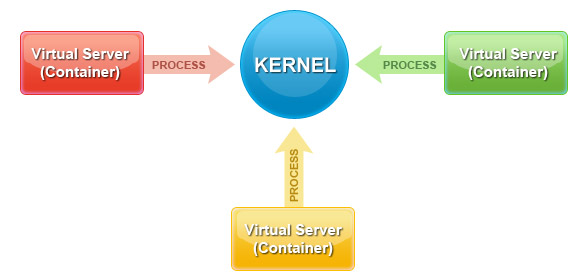 Virtual Server
(Container)
PROCESS
KERNEL
PROCESS
Virtual Server
(Container)
PROCESS
Virtual Server
(Container)